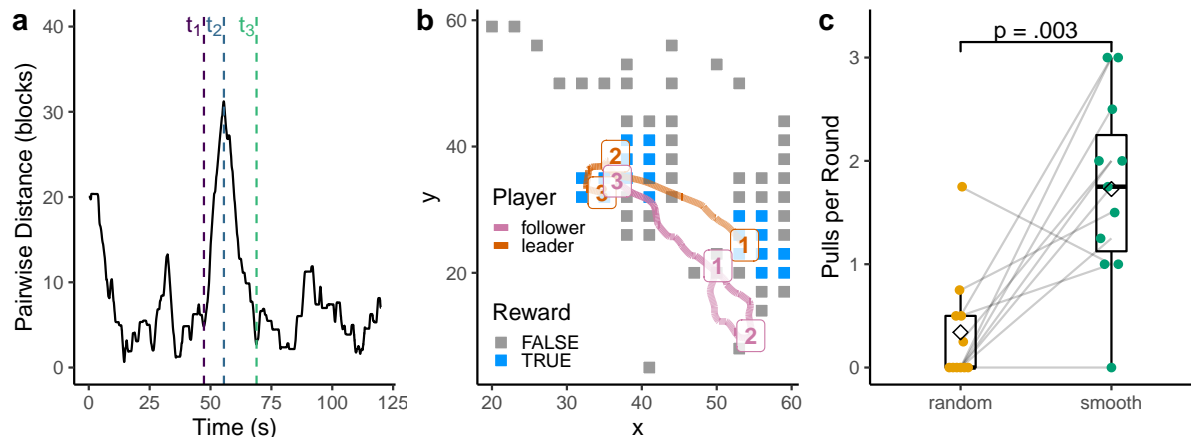 a
t1 t2 t3
Pairwise Distance (blocks)
40
30
20
10
0
0 25 50 75 100 125
Time (s)
b
y
60
40
20
2
3
3
1
1
2
Player
follower
leader
Reward
FALSE
TRUE
20 30 40 50 60
x
c
p = .003
Pulls per Round
3
2
1
0
random smooth